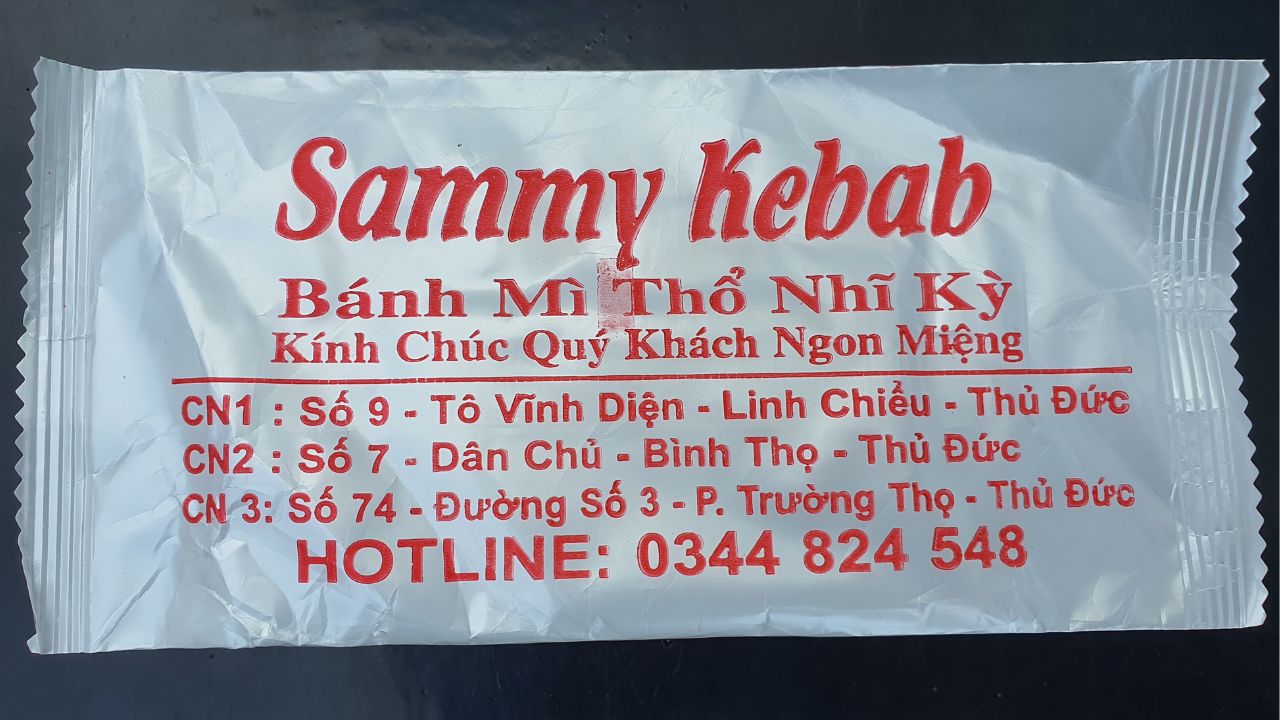 Sammy Kebab
Bánh Mì Thổ Nhĩ Kỳ
Kính Chúc Quý Khách Ngon Miệng
CN1 : Số 9 - Tô Vĩnh Diện - Linh Chiểu - Thủ Đức
CN2 : Số 7 - Dân Chủ - Bình Thọ - Thủ Đức
CN 3: Số 74 - Đường Số 3 - P. Trường Thọ - Thủ Đức
HOTLINE: 0344 824 548